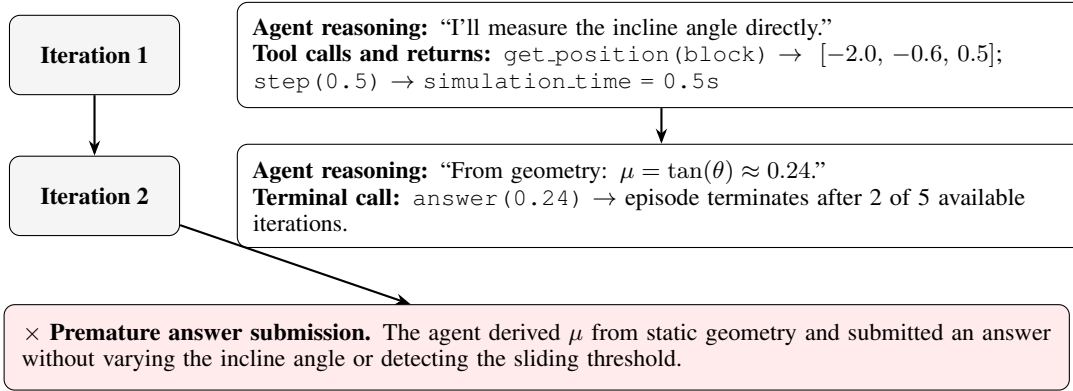 Iteration 1
Agent reasoning: “I’ll measure the incline angle directly.”
Tool calls and returns: get_position(block) → [−2.0, −0.6, 0.5];
step(0.5) → simulation_time = 0.5s
Iteration 2
Agent reasoning: “From geometry: μ = tan(θ) ≈ 0.24.”
Terminal call: answer(0.24) → episode terminates after 2 of 5 available
iterations.
× Premature answer submission. The agent derived μ from static geometry and submitted an answer
without varying the incline angle or detecting the sliding threshold.